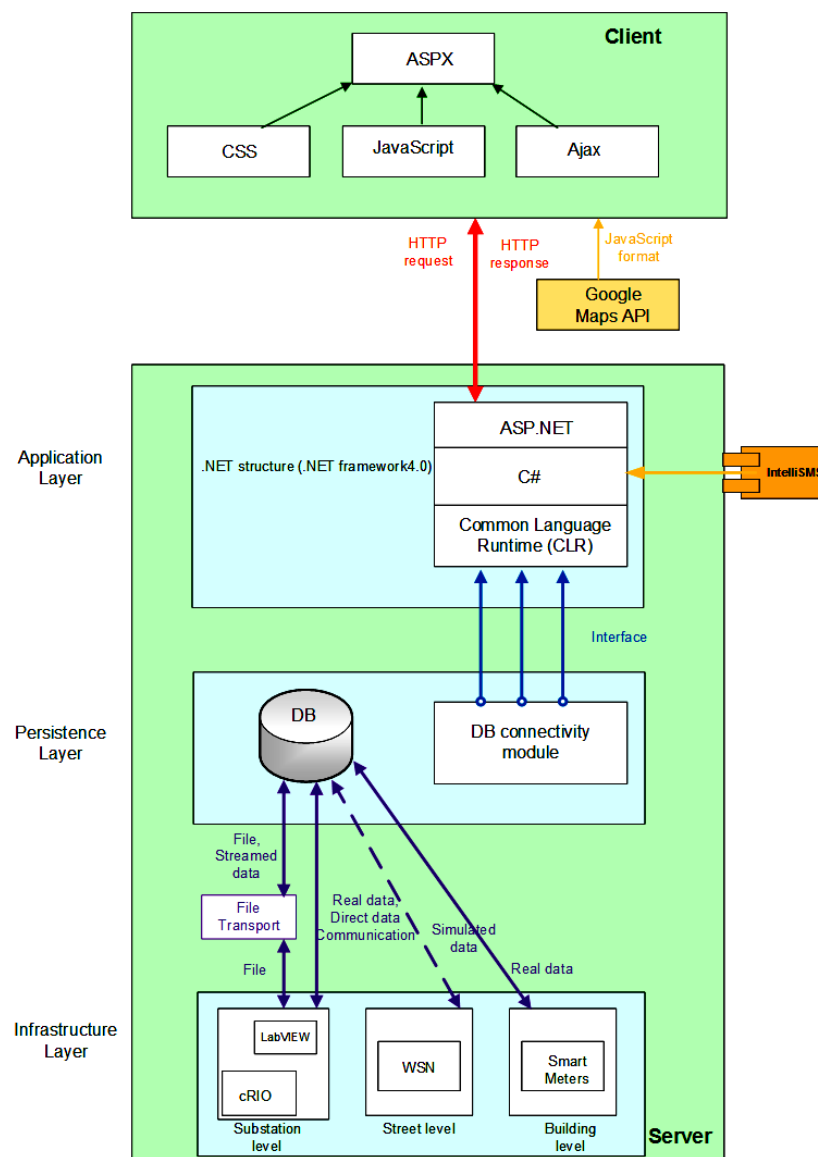 Client
ASPX
CSS
JavaScript
Ajax
HTTP
request
HTTP
response
JavaScript
format
Google
Maps API
Application
Layer
.NET structure (.NET framework4.0)
ASP.NET
C#
Common Language
Runtime (CLR)
IntelliSMS
Interface
Persistence
Layer
DB
DB connectivity
module
File,
Streamed
data
File
Transport
File
Real data,
Direct data
Communication
Simulated
data
Real data
Infrastructure
Layer
LabVIEW
cRIO
WSN
Smart
Meters
Substation
level
Street level
Building
level
Server